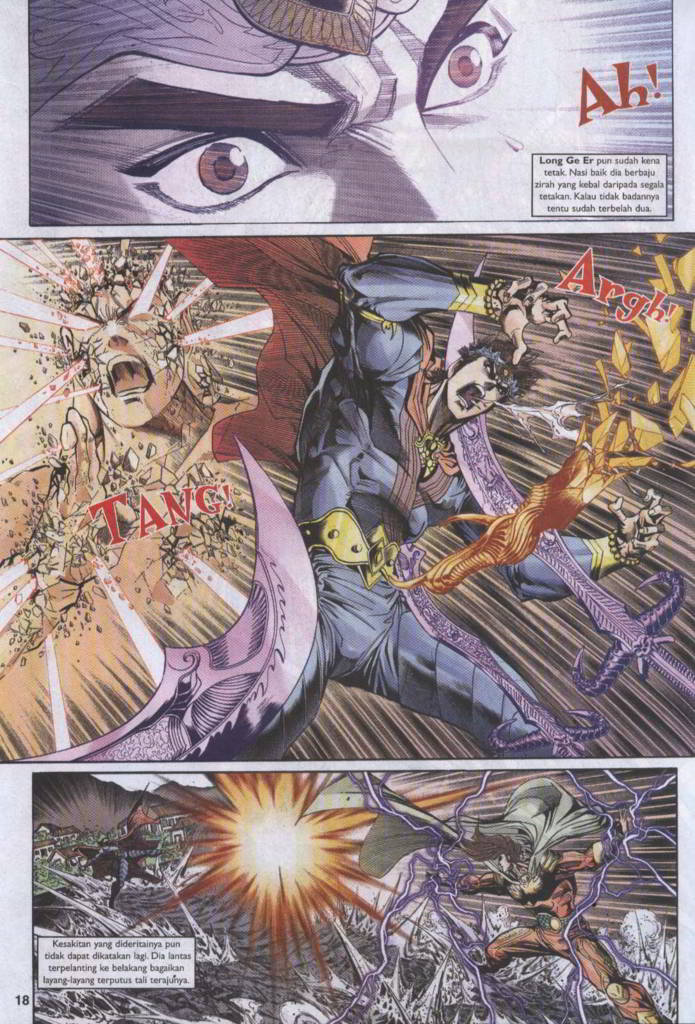 Ah!
Long Ge Er pun sudah kena
tetak. Nasi baik dia berbaju
zirah yang kebal daripada segala
tetakan. Kalau tidak badannya
tentu sudah terbelah dua.
Argh!
TANG!
Kesakitan yang dideritainya pun
tidak dapat dikatakan lagi. Dia lantas
terpelanting ke belakang bagaikan
layang-layang terputus tali terajunya.
18